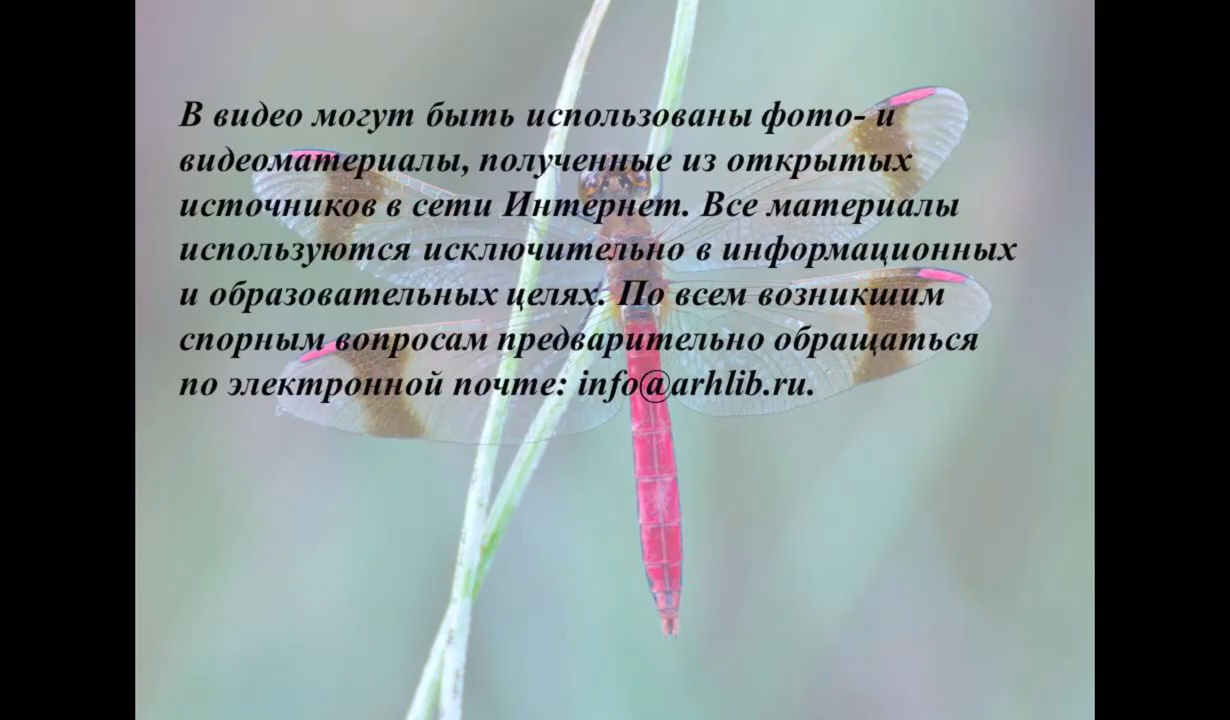 В видео могут быть использованы фото- и
видеоматериалы, полученные из открытых
источников в сети Интернет. Все материалы
используются исключительно в информационных
и образовательных целях. По всем возникшим
спорным вопросам предварительно обращаться
по электронной почте: info@arhlib.ru.